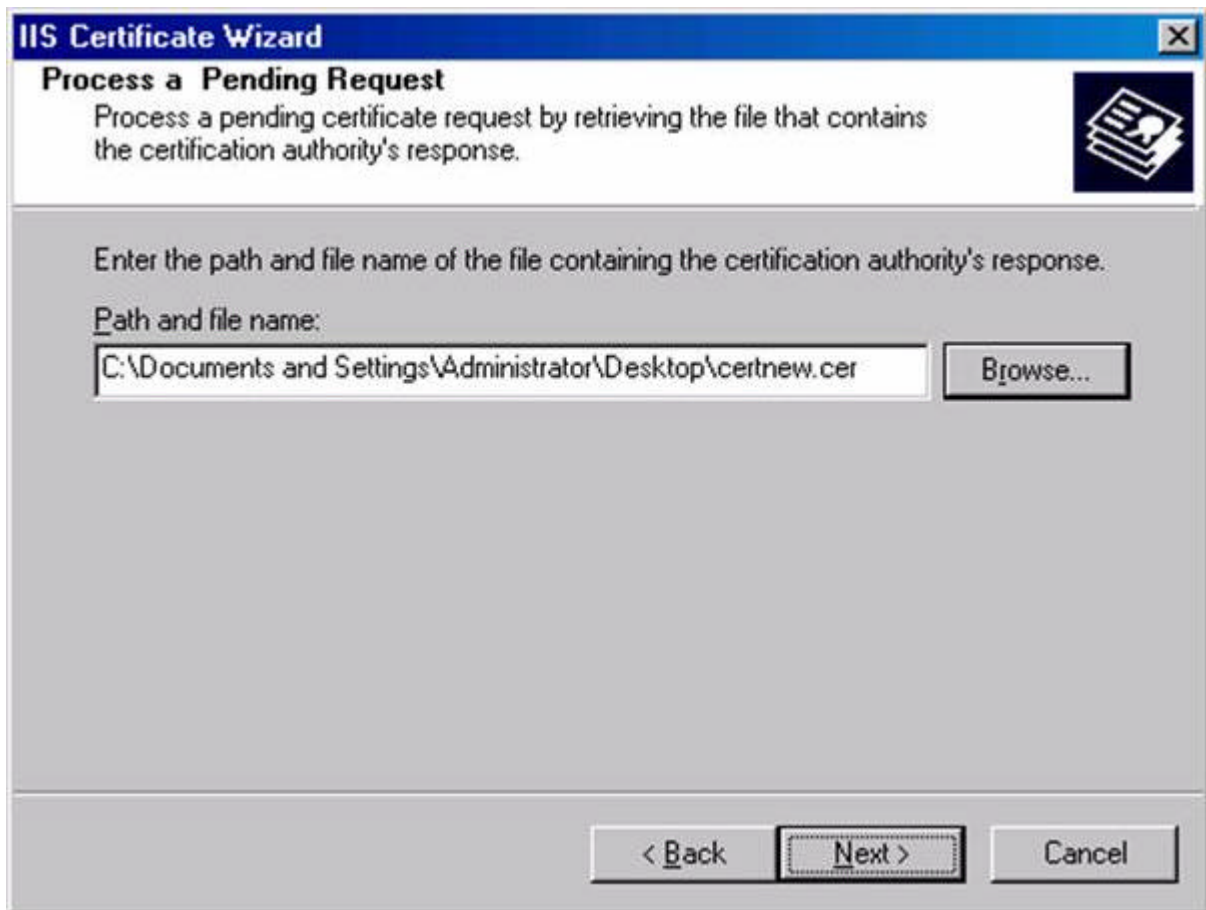 IIS Certificate Wizard
Process a Pending Request
Process a pending certificate request by retrieving the file that contains
the certification authority's response.
Enter the path and file name of the file containing the certification authority's response.
Path and file name:
C:\Documents and Settings\Administrator\Desktop\certnew.cer
Browse...
< Back Next > Cancel